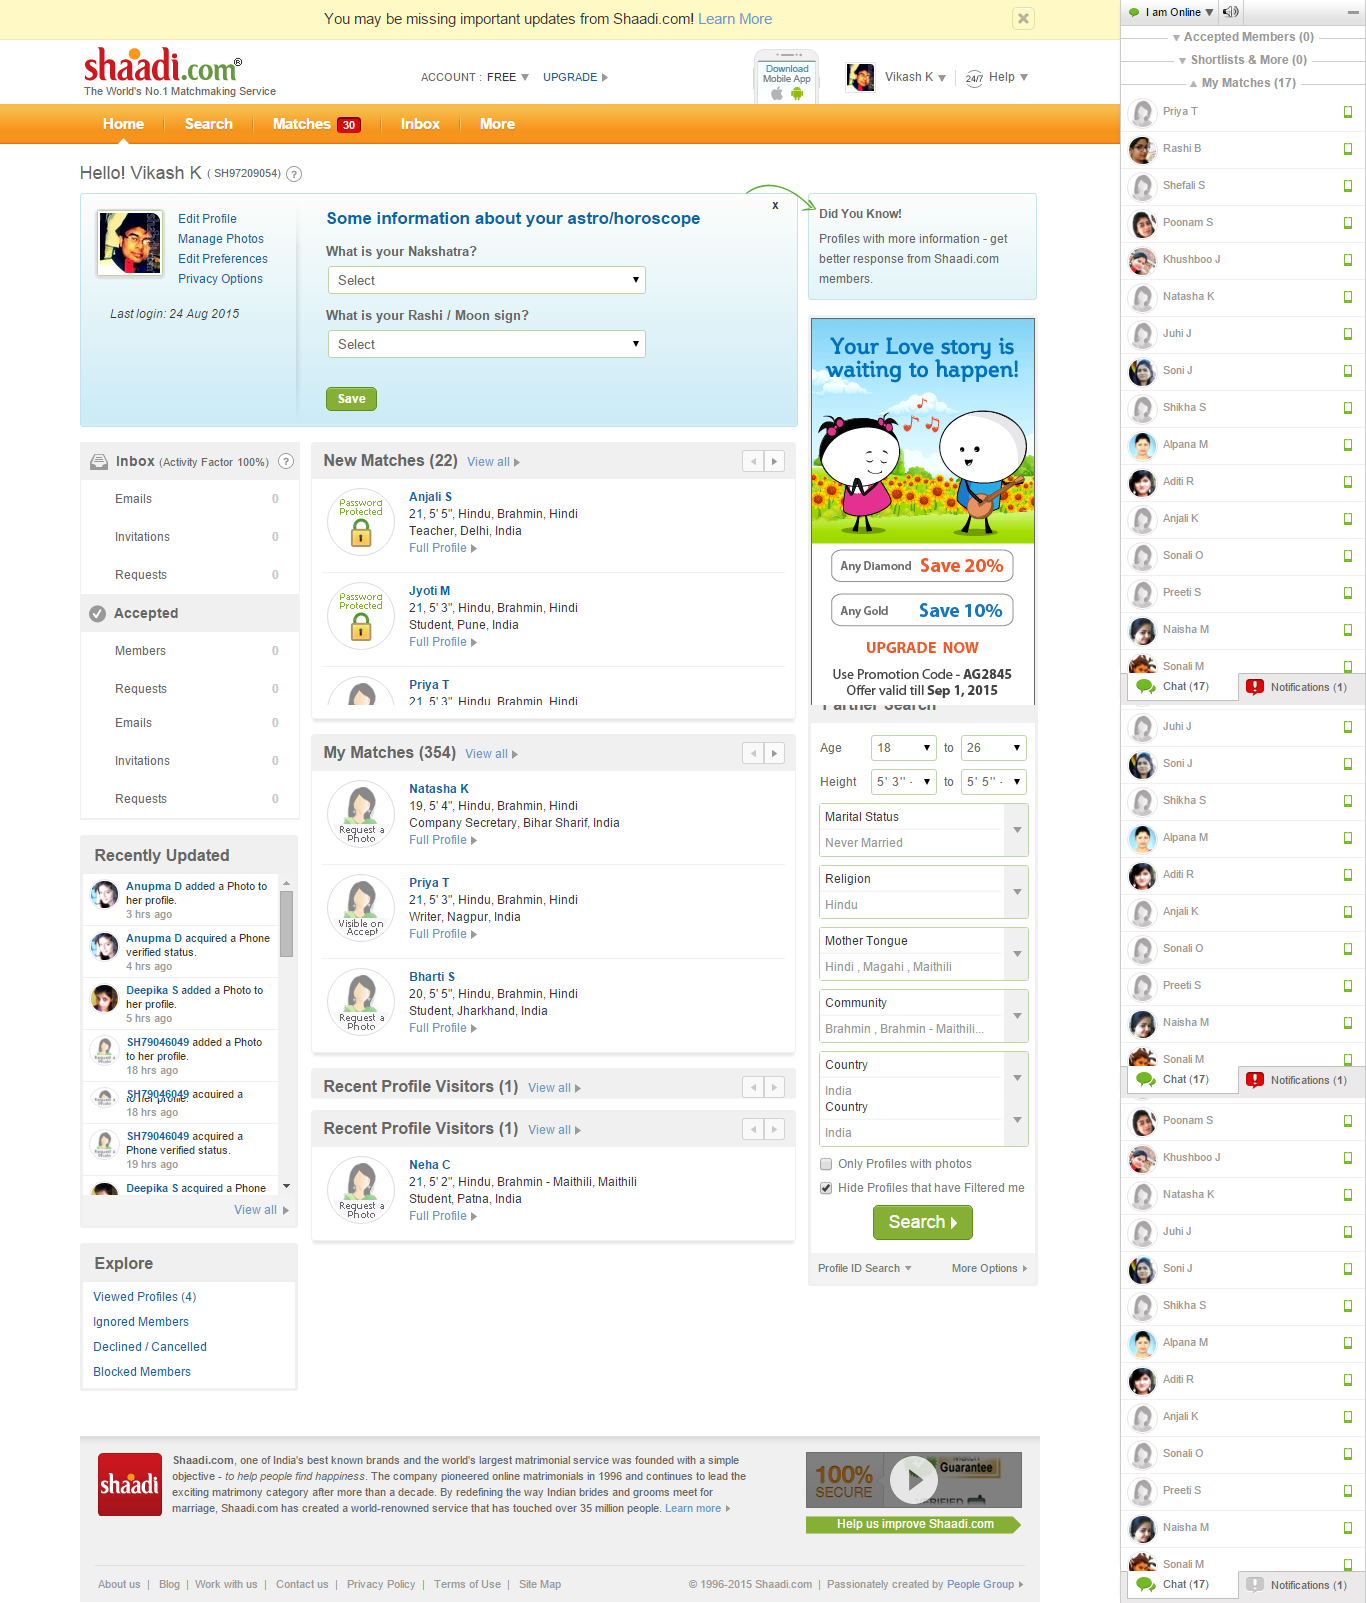 You may be missing important updates from Shaadi.com! Learn More
shaadi.com®
The World's No.1 Matchmaking Service
ACCOUNT : FREE UPGRADE
Download
Mobile App
Vikash K
24/7 Help
Home Search Matches 30 Inbox More
Hello! Vikash K ( SH97209054) ?
Edit Profile
Manage Photos
Edit Preferences
Privacy Options
Last login: 24 Aug 2015
Some information about your astro/horoscope x
What is your Nakshatra?
Select
What is your Rashi / Moon sign?
Select
Save
Did You Know!
Profiles with more information - get
better response from Shaadi.com
members.
Inbox (Activity Factor 100%) ?
Emails 0
Invitations 0
Requests 0
Accepted
Members 0
Requests 0
Emails 0
Invitations 0
Requests 0
Recently Updated
Anupma D added a Photo to
her profile.
3 hrs ago
Anupma D acquired a Phone
verified status.
4 hrs ago
Deepika S added a Photo to
her profile.
5 hrs ago
SH79046049 added a Photo
to her profile.
18 hrs ago
SH79046049 acquired a
to her profile.
18 hrs ago
SH79046049 acquired a
Phone verified status.
19 hrs ago
Deepika S acquired a Phone
View all
Explore
Viewed Profiles (4)
Ignored Members
Declined / Cancelled
Blocked Members
New Matches (22) View all
Password
Protected
Anjali S
21, 5' 5", Hindu, Brahmin, Hindi
Teacher, Delhi, India
Full Profile
Password
Protected
Jyoti M
21, 5' 3", Hindu, Brahmin, Hindi
Student, Pune, India
Full Profile
Priya T
21, 5' 3", Hindu, Brahmin, Hindi
My Matches (354) View all
Request a
Photo
Natasha K
19, 5' 4", Hindu, Brahmin, Hindi
Company Secretary, Bihar Sharif, India
Full Profile
Visible on
Accept
Priya T
21, 5' 3", Hindu, Brahmin, Hindi
Writer, Nagpur, India
Full Profile
Request a
Photo
Bharti S
20, 5' 5", Hindu, Brahmin, Hindi
Student, Jharkhand, India
Full Profile
Recent Profile Visitors (1) View all
Recent Profile Visitors (1) View all
Request a
Photo
Neha C
21, 5' 2", Hindu, Brahmin - Maithili, Maithili
Student, Patna, India
Full Profile
Your Love story is
waiting to happen!
Any Diamond Save 20%
Any Gold Save 10%
UPGRADE NOW
Use Promotion Code - AG2845
Offer valid till Sep 1, 2015
Partner Search
Age 18 to 26
Height 5' 3" - to 5' 5" -
Marital Status
Never Married
Religion
Hindu
Mother Tongue
Hindi , Magahi , Maithili
Community
Brahmin , Brahmin - Maithili...
Country
India
Country
India
Only Profiles with photos
Hide Profiles that have Filtered me
Search
Profile ID Search More Options
I am Online
Accepted Members (0)
Shortlists & More (0)
My Matches (17)
Priya T
Rashi B
Shefali S
Poonam S
Khushboo J
Natasha K
Juhi J
Soni J
Shikha S
Alpana M
Aditi R
Anjali K
Sonali O
Preeti S
Naisha M
Sonali M
Chat (17) Notifications (1)
Juhi J
Soni J
Shikha S
Alpana M
Aditi R
Anjali K
Sonali O
Preeti S
Naisha M
Sonali M
Chat (17) Notifications (1)
Poonam S
Khushboo J
Natasha K
Juhi J
Soni J
Shikha S
Alpana M
Aditi R
Anjali K
Sonali O
Preeti S
Naisha M
Sonali M
Chat (17) Notifications (1)
shaadi
Shaadi.com, one of India's best known brands and the world's largest matrimonial service was founded with a simple
objective - to help people find happiness. The company pioneered online matrimonials in 1996 and continues to lead the
exciting matrimony category after more than a decade. By redefining the way Indian brides and grooms meet for
marriage, Shaadi.com has created a world-renowned service that has touched over 35 million people. Learn more
100%
SECURE
Guarantee
Help us improve Shaadi.com
About us | Blog | Work with us | Contact us | Privacy Policy | Terms of Use | Site Map
© 1996-2015 Shaadi.com | Passionately created by People Group